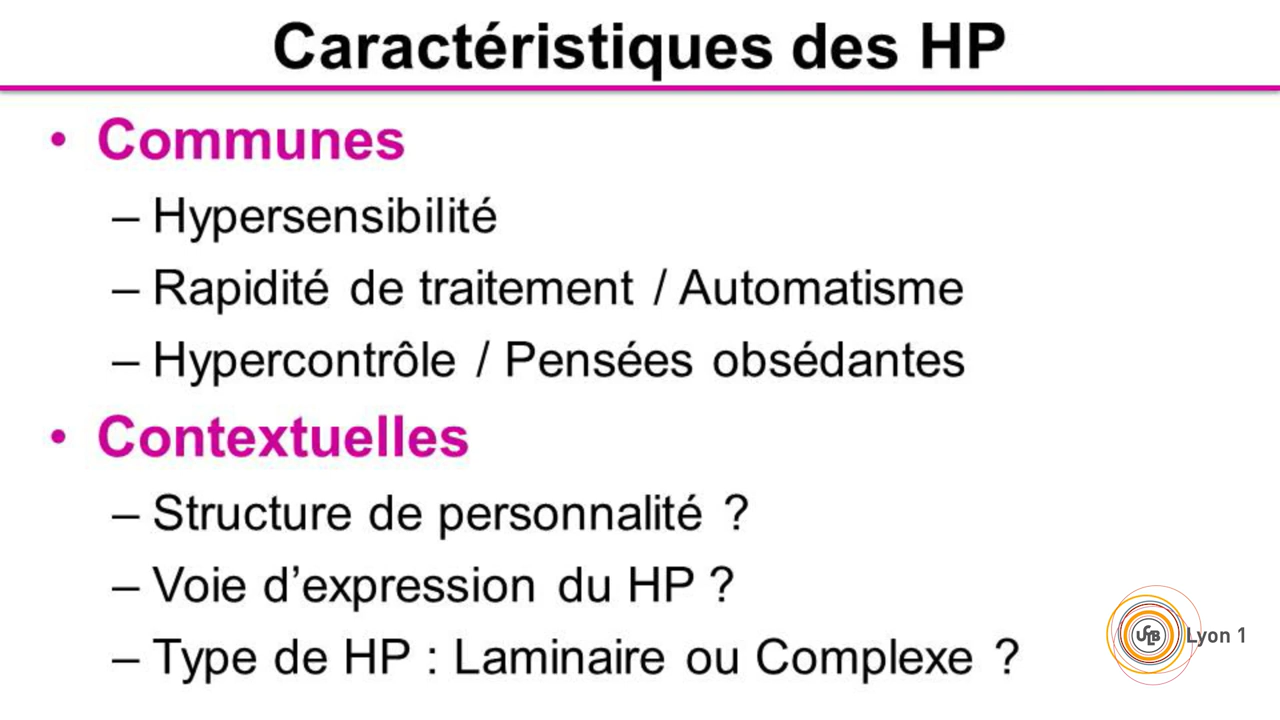 Caractéristiques des HP
• Communes
– Hypersensibilité
– Rapidité de traitement / Automatisme
– Hypercontrôle / Pensées obsédantes
• Contextuelles
– Structure de personnalité ?
– Voie d’expression du HP ?
– Type de HP : Laminaire ou Complexe ?
UCLB Lyon 1